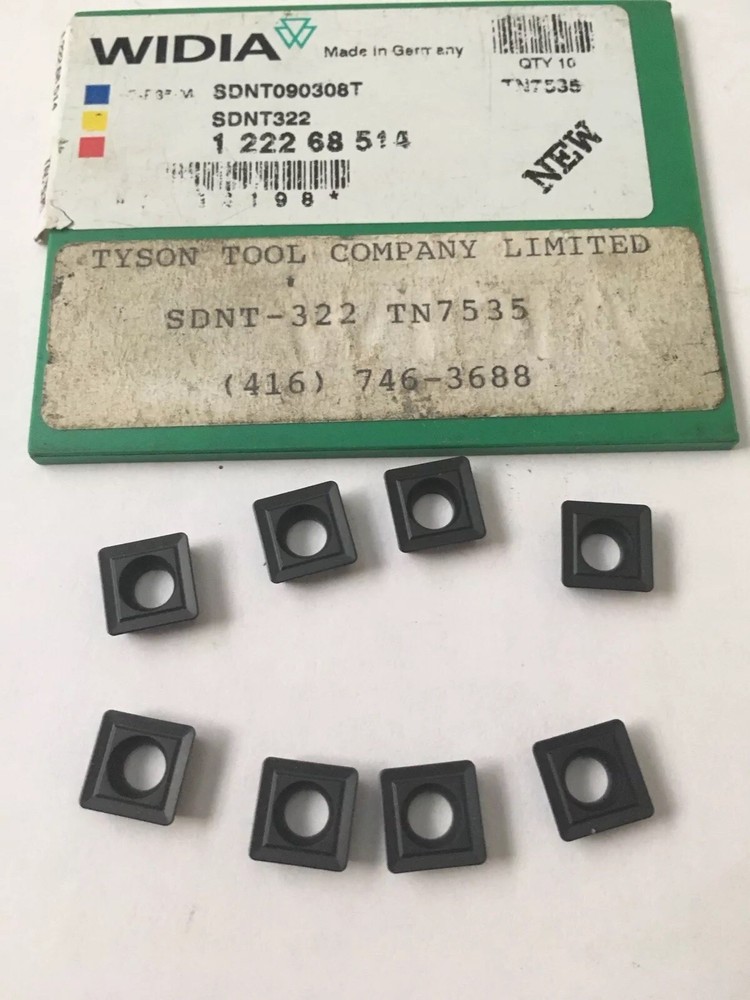 WIDIA Made in Germany
QTY 10
SDNT090308T TN7535
SDNT322
1 222 68 514
NEW
198*
TYSON TOOL COMPANY LIMITED
SDNT-322 TN7535
(416) 746-3688